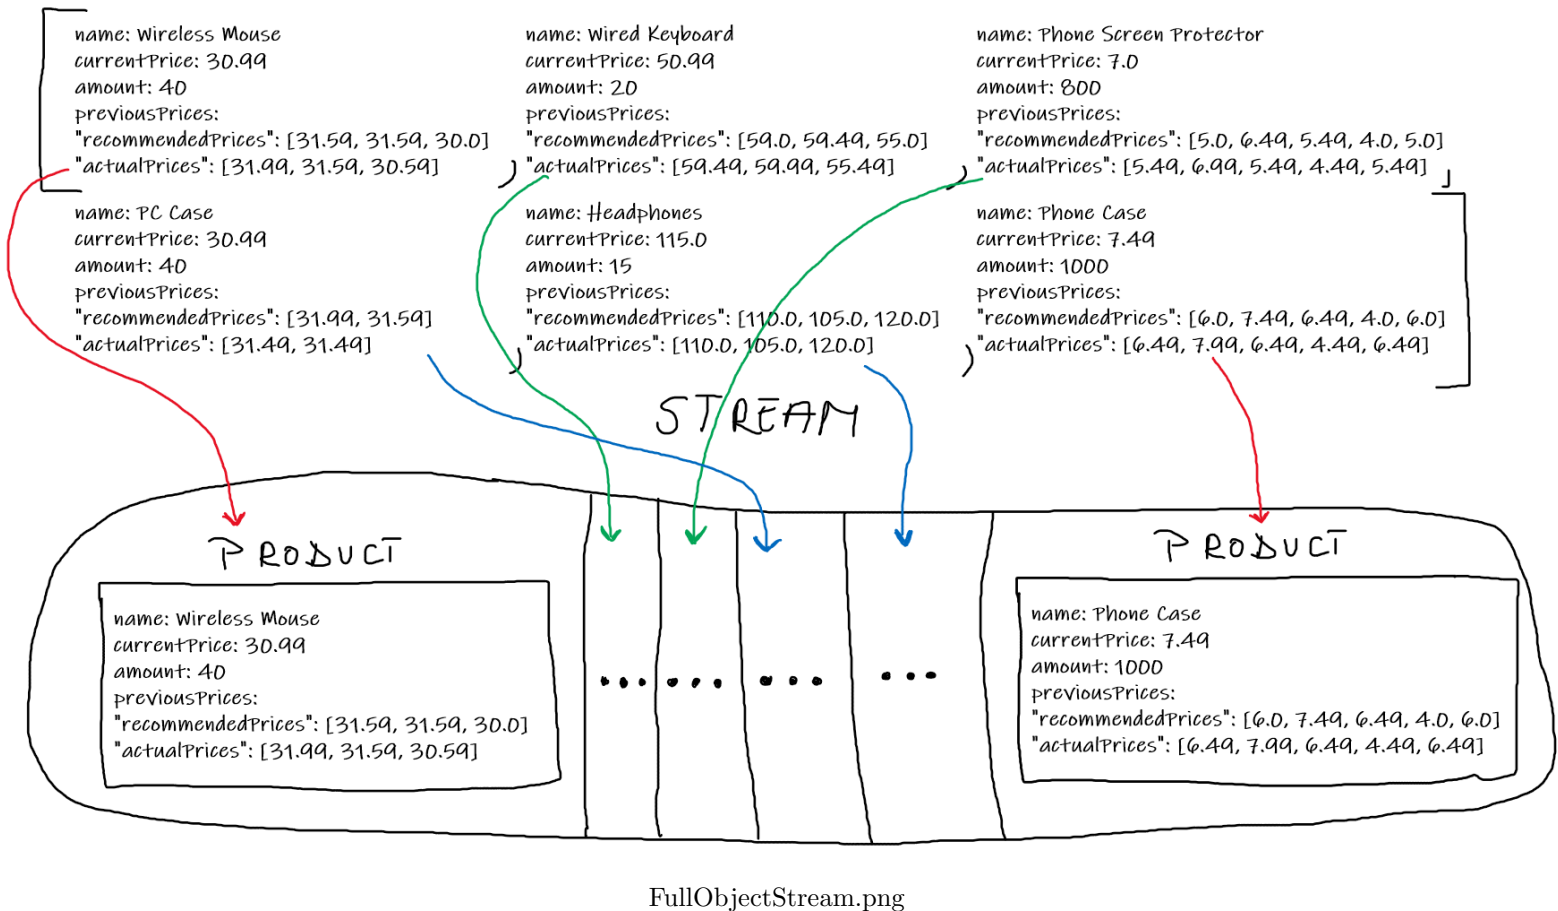 name: Wireless Mouse
currentPrice: 30.99
amount: 40
previousPrices:
"recommendedPrices": [31.59, 31.59, 30.0]
"actualPrices": [31.99, 31.59, 30.59]
name: Wired Keyboard
currentPrice: 50.99
amount: 20
previousPrices:
"recommendedPrices": [59.0, 59.49, 55.0]
"actualPrices": [59.49, 59.99, 55.49]
name: Phone Screen Protector
currentPrice: 7.0
amount: 800
previousPrices:
"recommendedPrices": [5.0, 6.49, 5.49, 4.0, 5.0]
"actualPrices": [5.49, 6.99, 5.49, 4.49, 5.49]
name: PC Case
currentPrice: 30.99
amount: 40
previousPrices:
"recommendedPrices": [31.99, 31.59]
"actualPrices": [31.49, 31.49]
name: Headphones
currentPrice: 115.0
amount: 15
previousPrices:
"recommendedPrices": [110.0, 105.0, 120.0]
"actualPrices": [110.0, 105.0, 120.0]
name: Phone Case
currentPrice: 7.49
amount: 1000
previousPrices:
"recommendedPrices": [6.0, 7.49, 6.49, 4.0, 6.0]
"actualPrices": [6.49, 7.99, 6.49, 4.49, 6.49]
STREAM
PRODUCT
name: Wireless Mouse
currentPrice: 30.99
amount: 40
previousPrices:
"recommendedPrices": [31.59, 31.59, 30.0]
"actualPrices": [31.99, 31.59, 30.59]
... ... ... ...
PRODUCT
name: Phone Case
currentPrice: 7.49
amount: 1000
previousPrices:
"recommendedPrices": [6.0, 7.49, 6.49, 4.0, 6.0]
"actualPrices": [6.49, 7.99, 6.49, 4.49, 6.49]
FullObjectStream.png